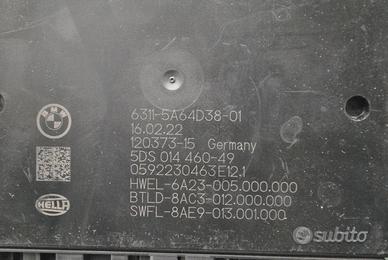 BMW
6311-5A64D38-01
16.02.22
120373-15 Germany
5DS 014 460-49
0592230463E12.1
HWEL-6A23-005.000.000
BTLD-8AC3-012.000.000
SWFL-8AE9-013.001.000
HELLA
subito